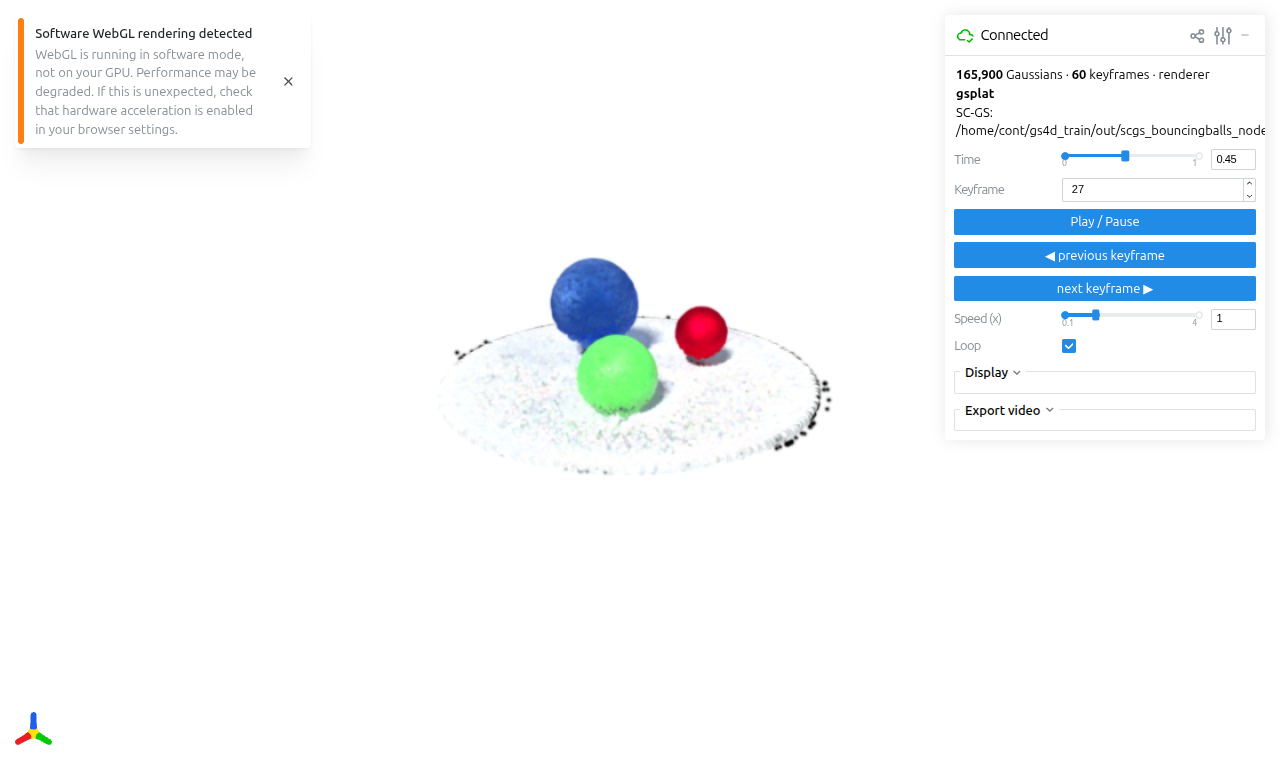 Software WebGL rendering detected
WebGL is running in software mode,
not on your GPU. Performance may be
degraded. If this is unexpected, check
that hardware acceleration is enabled
in your browser settings.
Connected
165,900 Gaussians · 60 keyframes · renderer
gsplat
SC-GS:
/home/cont/gs4d_train/out/scgs_bouncingballs_node
Time
0
1
0.45
Keyframe
27
Play / Pause
◀ previous keyframe
next keyframe ▶
Speed (x)
0.1
4
1
Loop
Display
Export video